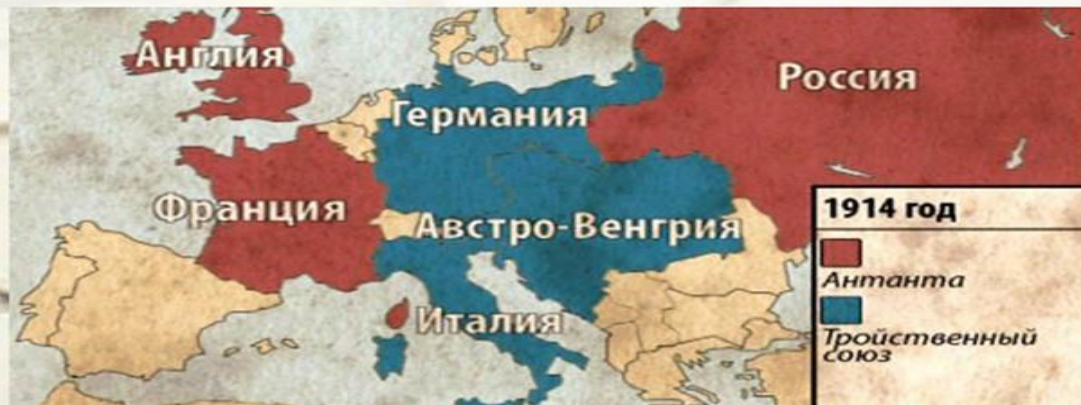 Англия
Россия
Германия
Франция
Австро-Венгрия
Италия
1914 год
Антанта
Тройственный
союз